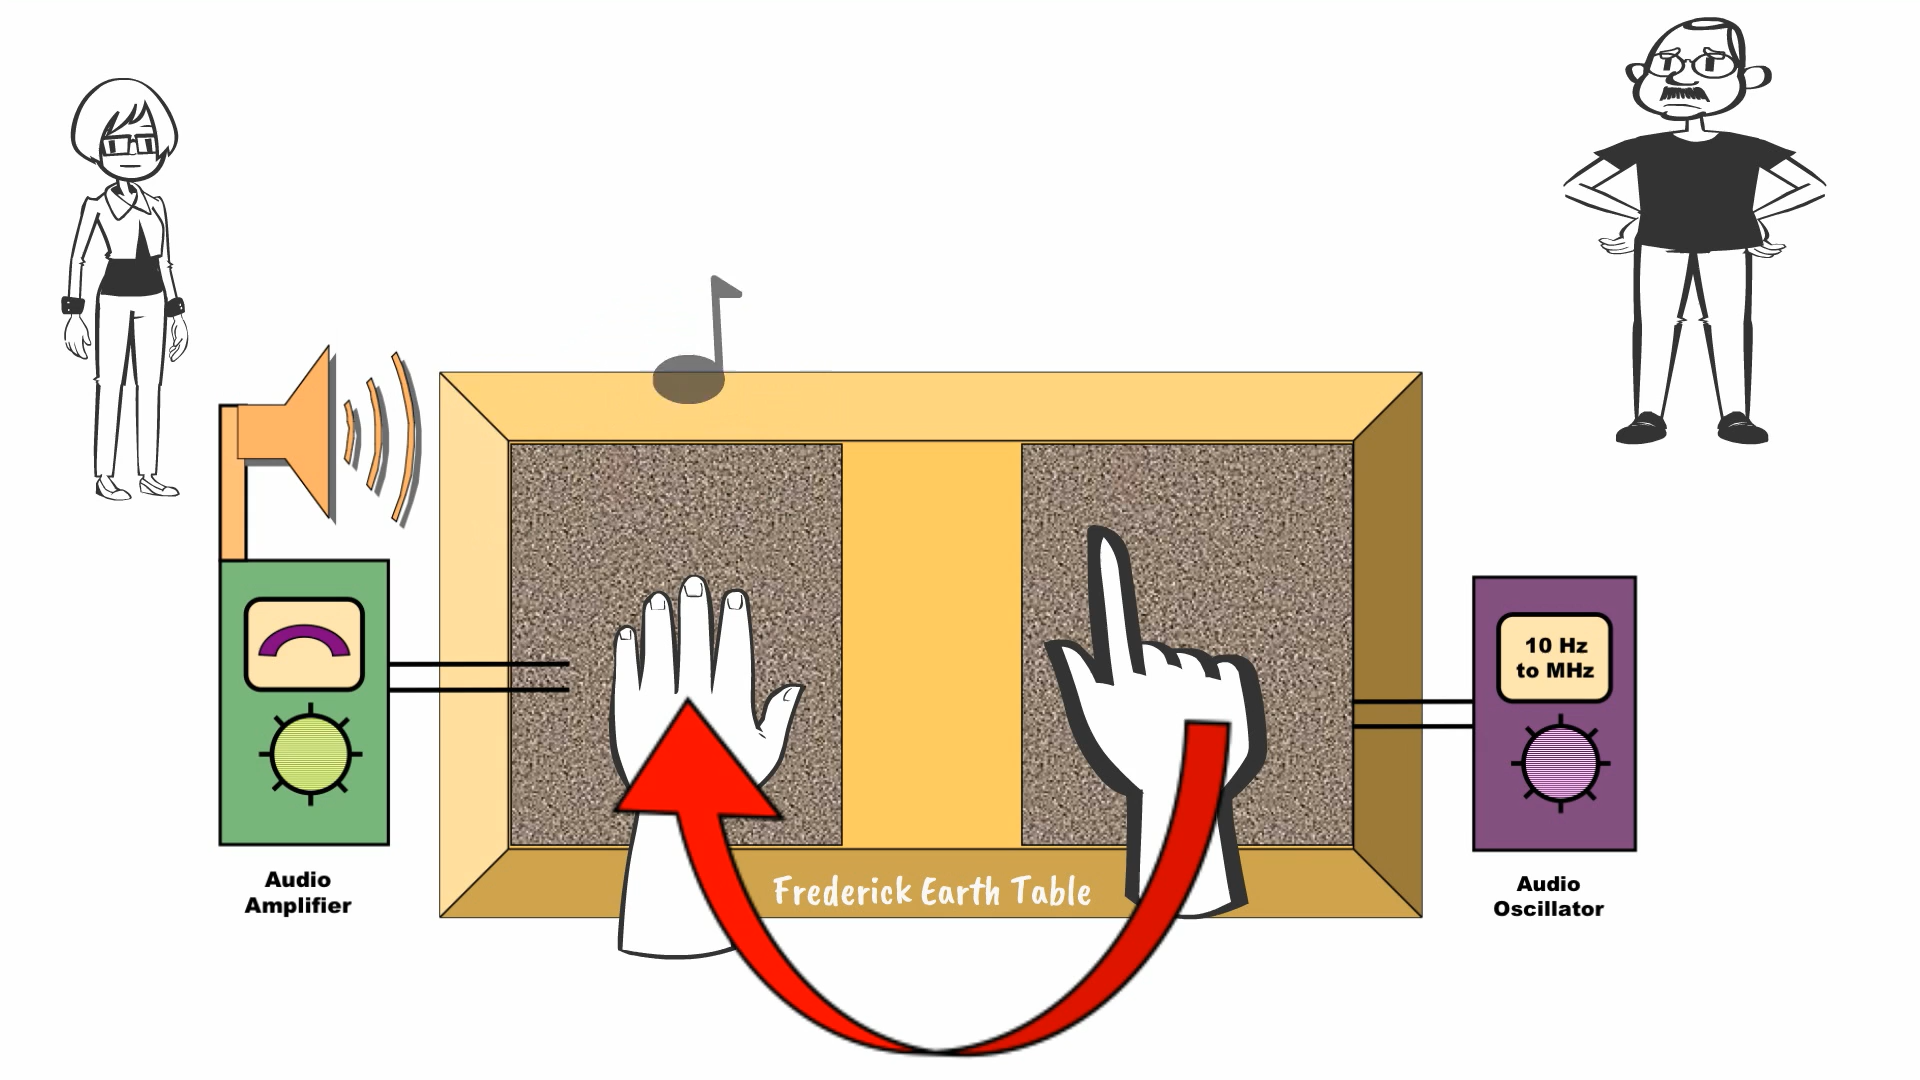 10 Hz
to MHz
Audio
Amplifier
Frederick Earth Table
Audio
Oscillator